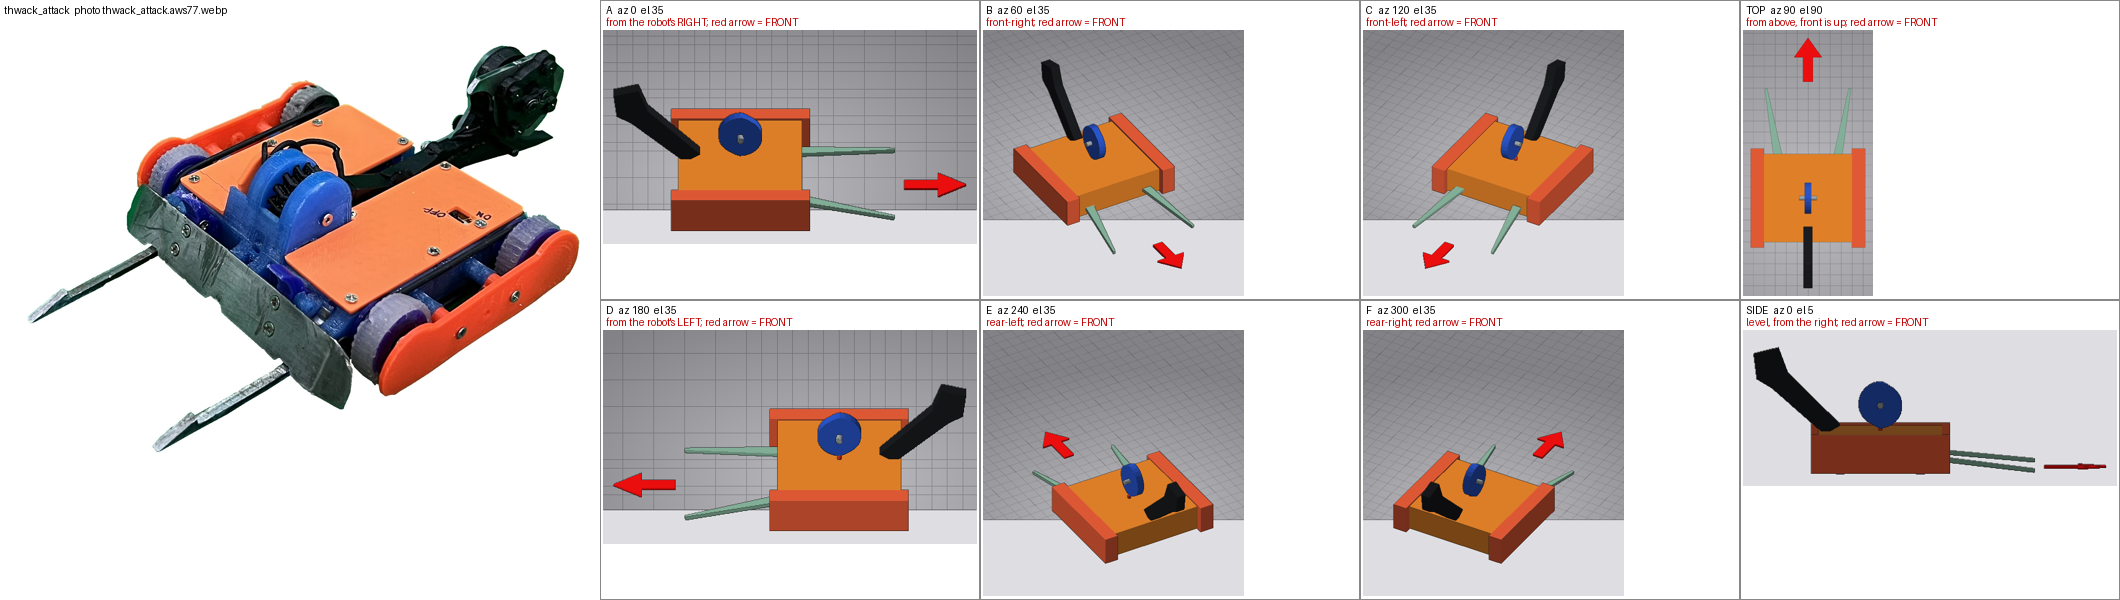 thwack_attack photo thwack_attack.aws77.webp
OFF
ON
A az 0 el 35
from the robot's RIGHT; red arrow = FRONT
B az 60 el 35
front-right; red arrow = FRONT
C az 120 el 35
front-left; red arrow = FRONT
TOP az 90 el 90
from above, front is up; red arrow = FRONT
D az 180 el 35
from the robot's LEFT; red arrow = FRONT
E az 240 el 35
rear-left; red arrow = FRONT
F az 300 el 35
rear-right; red arrow = FRONT
SIDE az 0 el 5
level, from the right; red arrow = FRONT